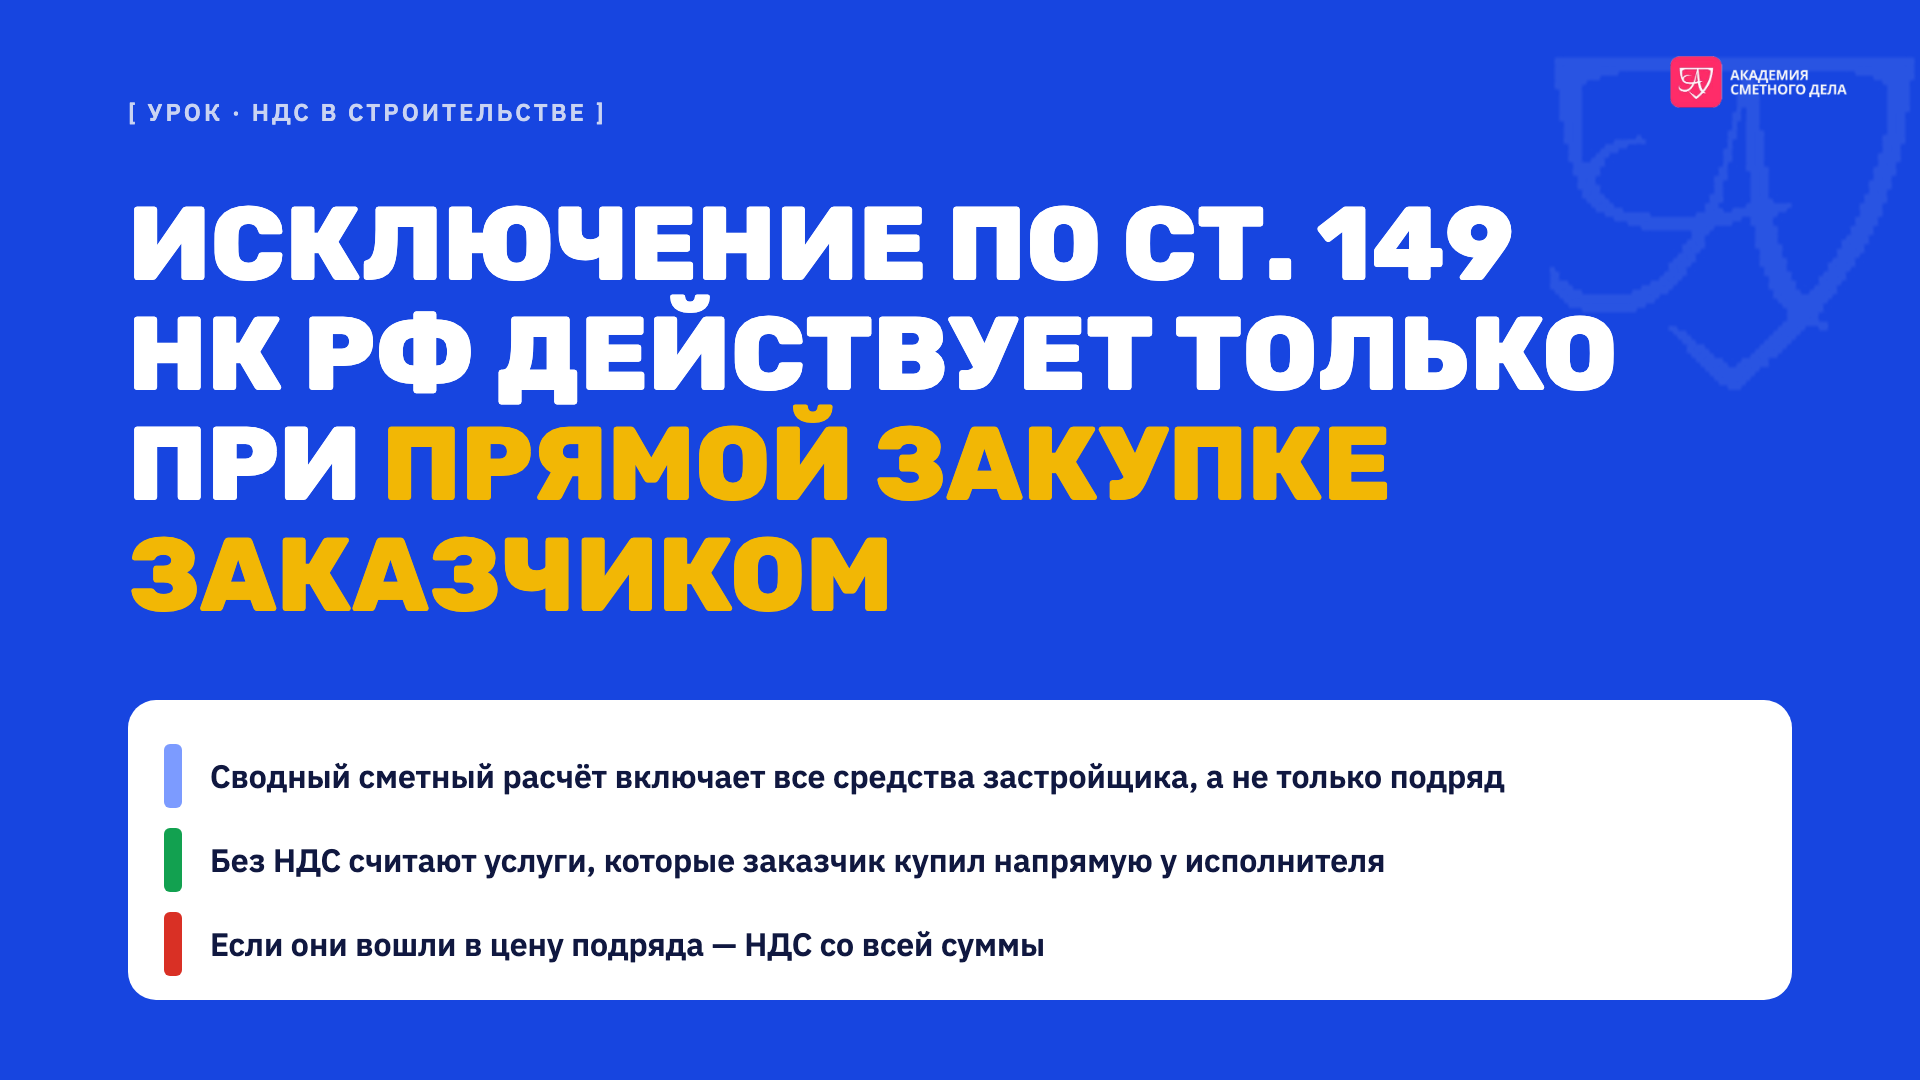 [ УРОК · НДС В СТРОИТЕЛЬСТВЕ ]
АКАДЕМИЯ
СМЕТНОГО ДЕЛА
ИСКЛЮЧЕНИЕ ПО СТ. 149
НК РФ ДЕЙСТВУЕТ ТОЛЬКО
ПРИ ПРЯМОЙ ЗАКУПКЕ
ЗАКАЗЧИКОМ
Сводный сметный расчёт включает все средства застройщика, а не только подряд
Без НДС считают услуги, которые заказчик купил напрямую у исполнителя
Если они вошли в цену подряда — НДС со всей суммы